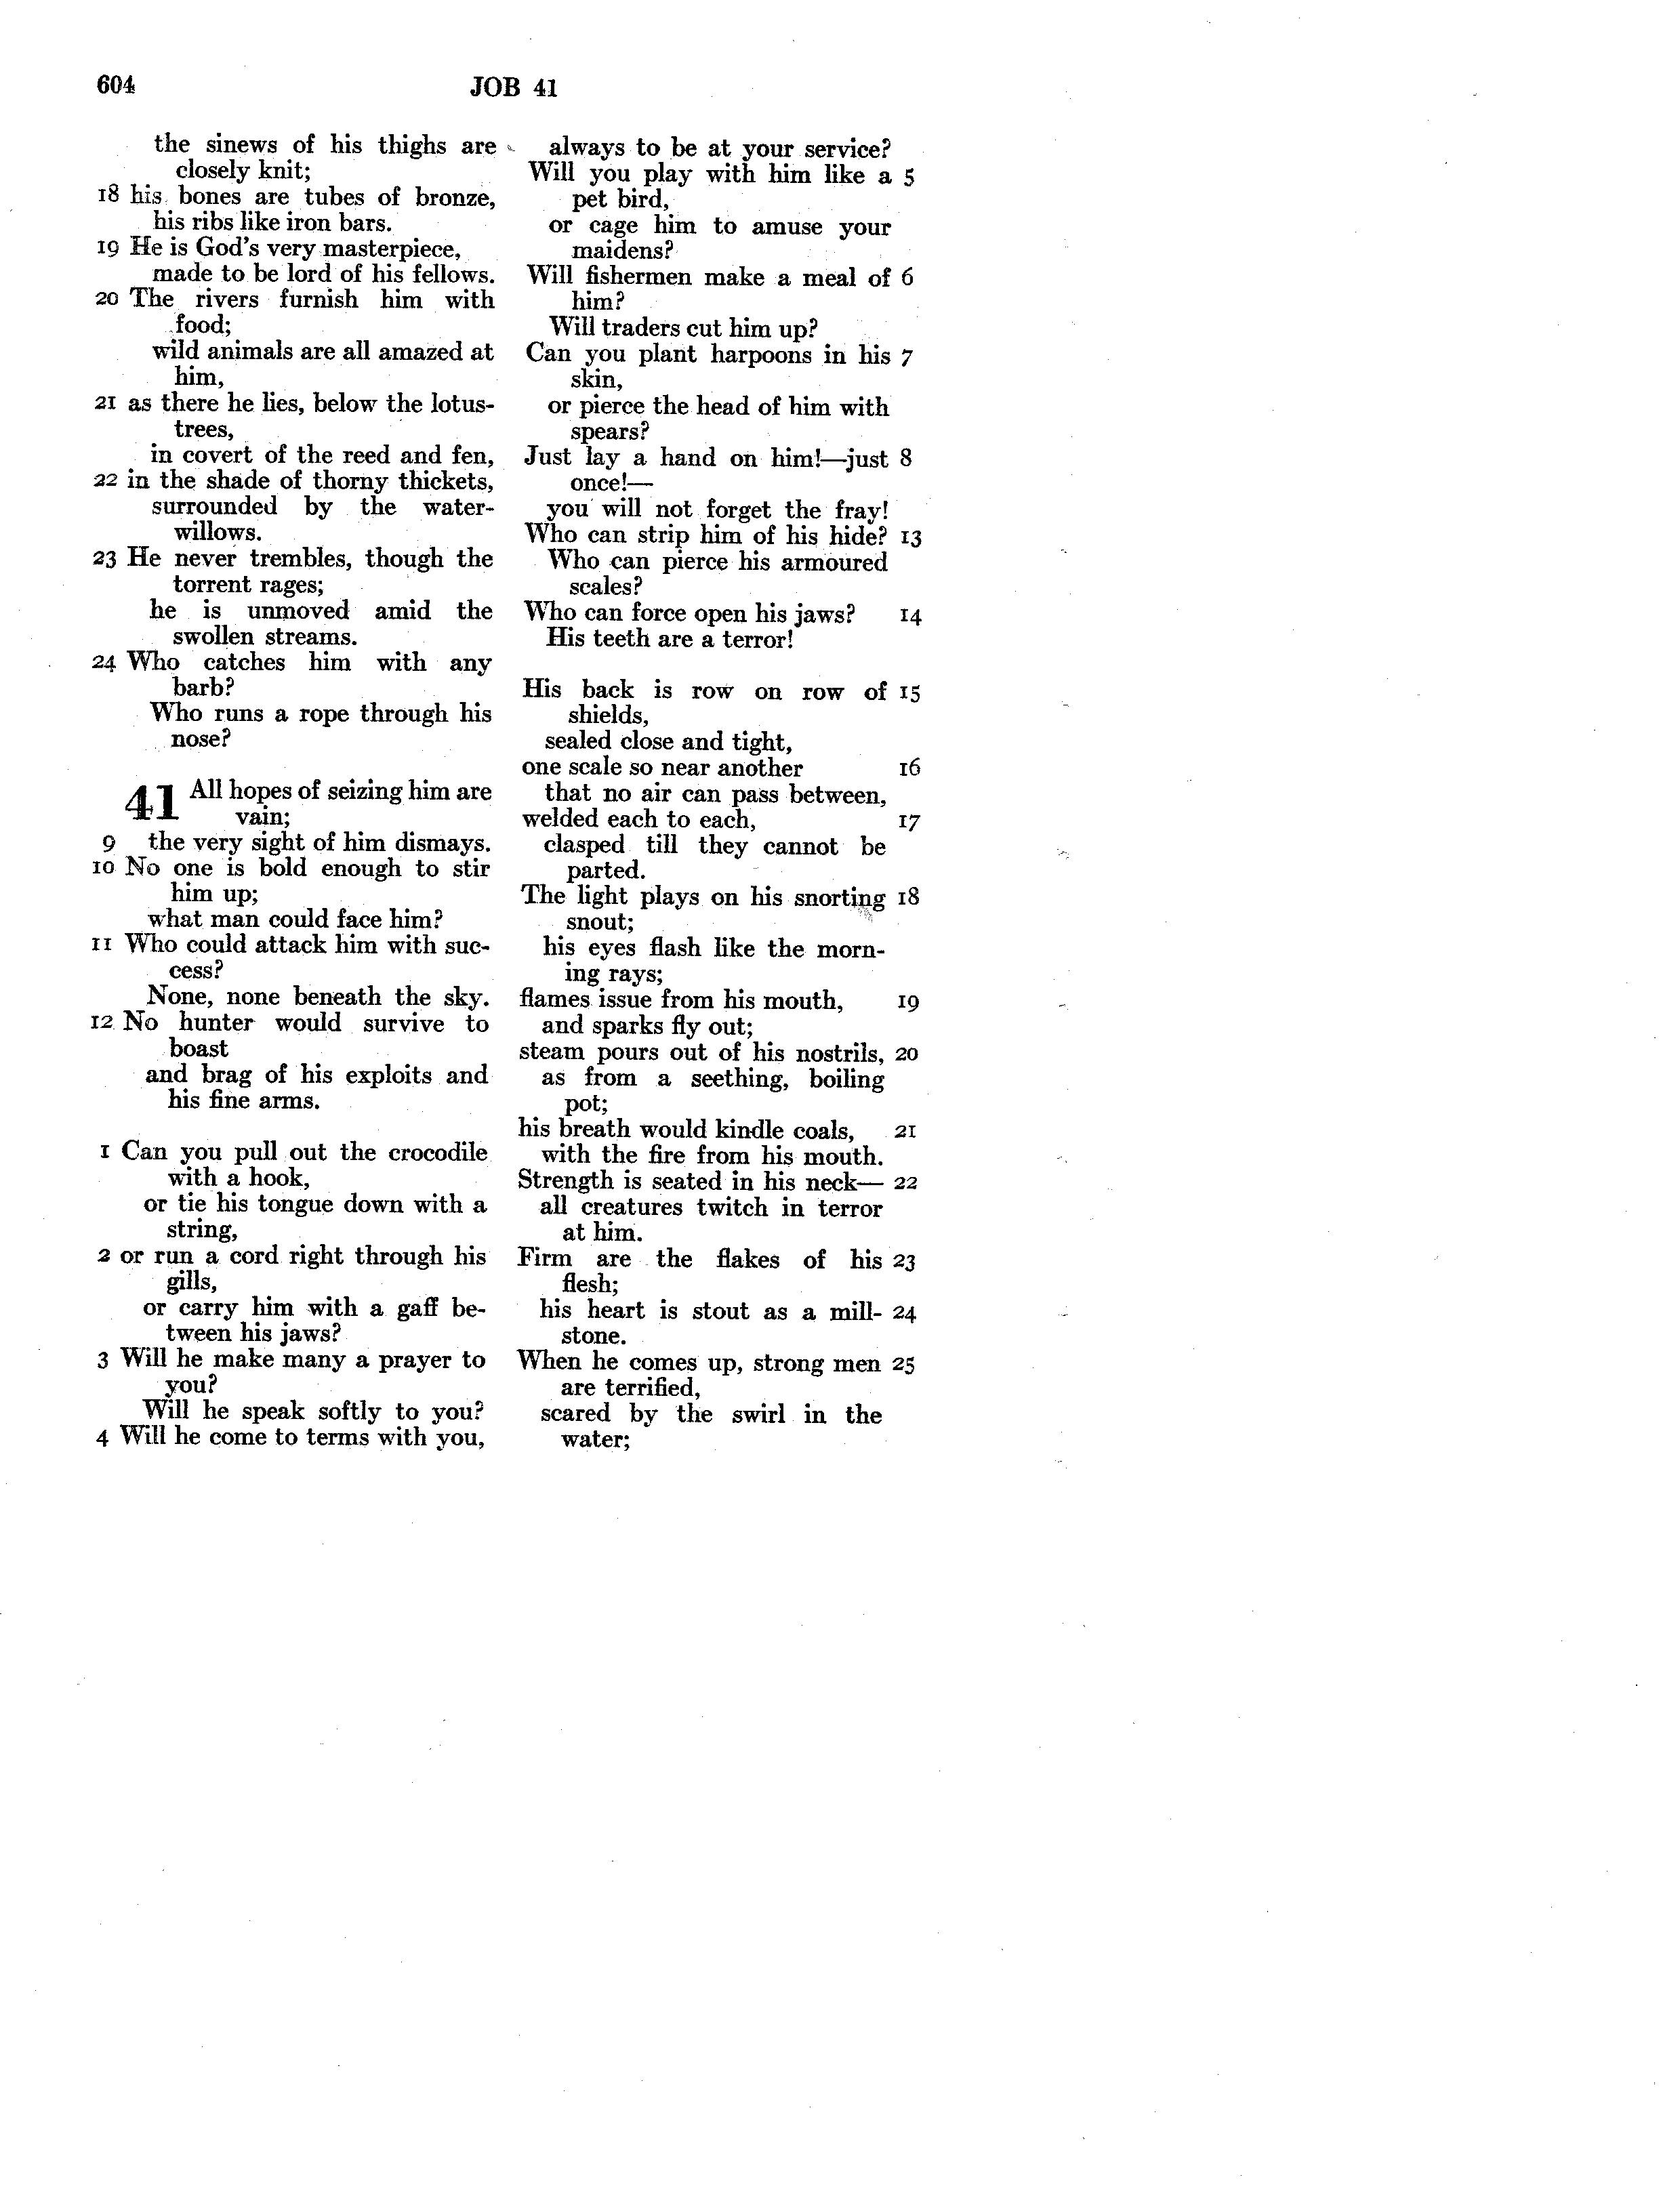 604
JOB 41
the sinews of his thighs are
closely knit;
18 his bones are tubes of bronze,
his ribs like iron bars.
19 He is God's very masterpiece,
made to be lord of his fellows.
20 The rivers furnish him with
food;
wild animals are all amazed at
him,
21 as there he lies, below the lotus-
trees,
in covert of the reed and fen,
22 in the shade of thorny thickets,
surrounded by the water-
willows.
23 He never trembles, though the
torrent rages;
he is unmoved amid the
swollen streams.
24 Who catches him with any
barb?
Who runs a rope through his
nose?
41 All hopes of seizing him are
vain;
9 the very sight of him dismays.
10 No one is bold enough to stir
him up;
what man could face him?
11 Who could attack him with suc-
cess?
None, none beneath the sky.
12 No hunter would survive to
boast
and brag of his exploits and
his fine arms.
1 Can you pull out the crocodile
with a hook,
or tie his tongue down with a
string,
2 or run a cord right through his
gills,
or carry him with a gaff be-
tween his jaws?
3 Will he make many a prayer to
you?
Will he speak softly to you?
4 Will he come to terms with you,
always to be at your service?
Will you play with him like a 5
pet bird,
or cage him to amuse your
maidens?
Will fishermen make a meal of 6
him?
Will traders cut him up?
Can you plant harpoons in his 7
skin,
or pierce the head of him with
spears?
Just lay a hand on him!—just 8
once!—
you will not forget the fray!
Who can strip him of his hide? 13
Who can pierce his armoured
scales?
Who can force open his jaws? 14
His teeth are a terror!
His back is row on row of 15
shields,
sealed close and tight,
one scale so near another 16
that no air can pass between,
welded each to each, 17
clasped till they cannot be
parted.
The light plays on his snorting 18
snout;
his eyes flash like the morn-
ing rays;
flames issue from his mouth, 19
and sparks fly out;
steam pours out of his nostrils, 20
as from a seething, boiling
pot;
his breath would kindle coals, 21
with the fire from his mouth.
Strength is seated in his neck— 22
all creatures twitch in terror
at him.
Firm are the flakes of his 23
flesh;
his heart is stout as a mill- 24
stone.
When he comes up, strong men 25
are terrified,
scared by the swirl in the
water;